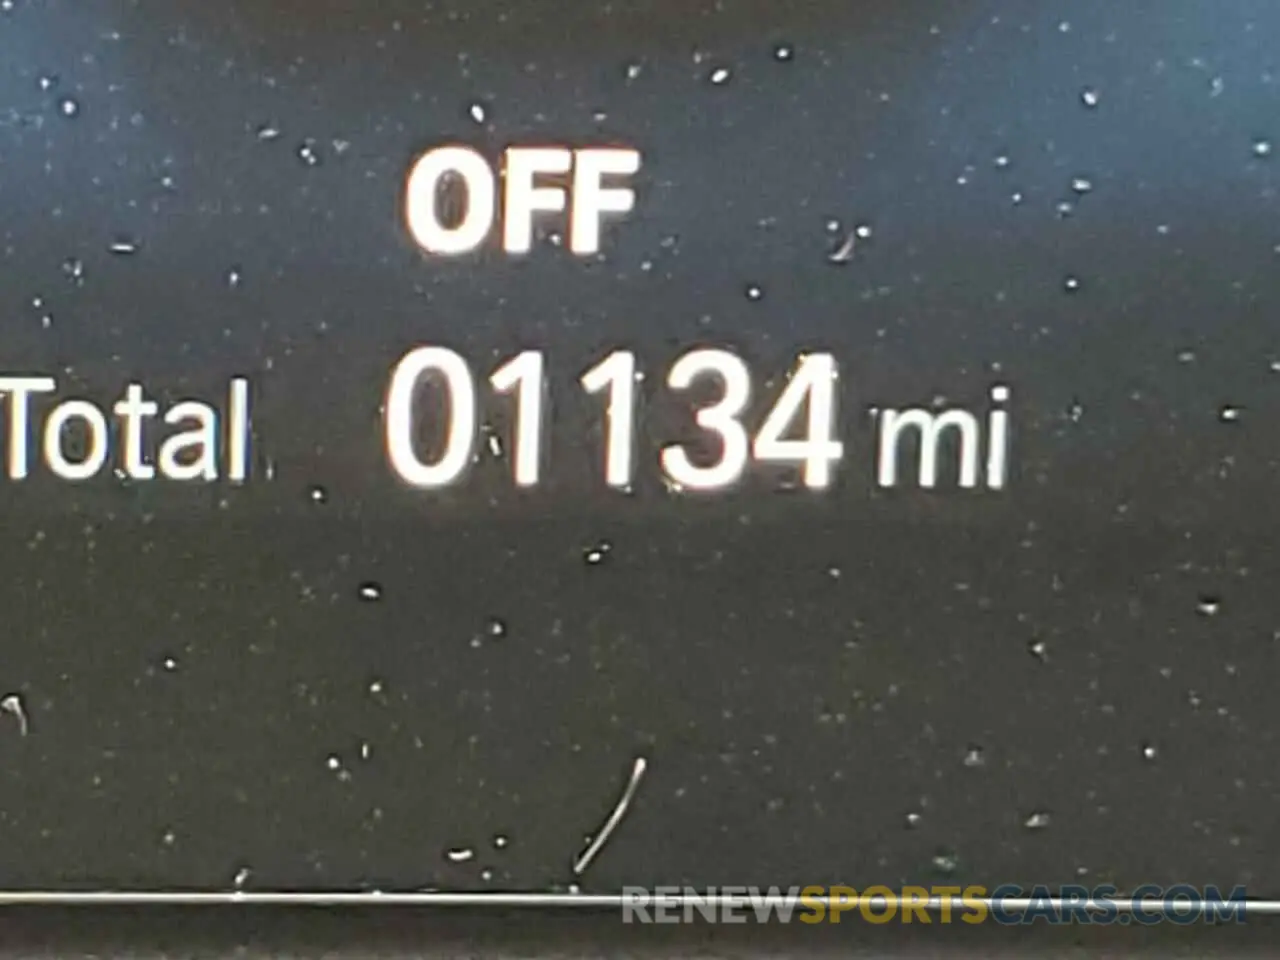 OFF
Total 01134 mi
RENEWSPORTSCARS.COM